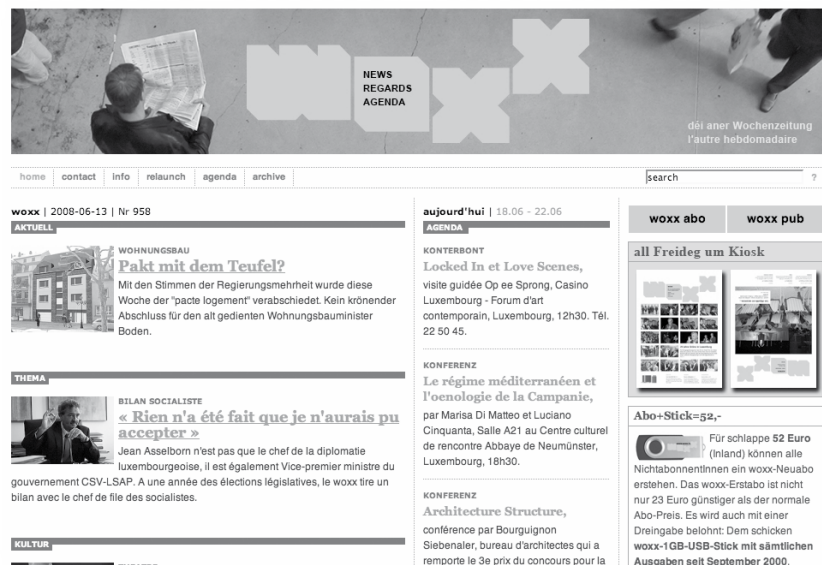 woxx
NEWS
REGARDS
AGENDA
déi aner Wochenzeitung
l'autre hebdomadaire
home
contact
info
relaunch
agenda
archive
search
?
woxx | 2008-06-13 | Nr 958
AKTUELL
WOHNUNGSBAU
Pakt mit dem Teufel?
Mit den Stimmen der Regierungsmehrheit wurde diese
Woche der "pacte logement" verabschiedet. Kein krönender
Abschluss für den alt gedienten Wohnungsbauminister
Boden.
THEMA
BILAN SOCIALISTE
« Rien n'a été fait que je n'aurais pu
accepter »
Jean Asselborn n'est pas que le chef de la diplomatie
luxembourgeoise, il est également Vice-premier ministre du
gouvernement CSV-LSAP. A une année des élections législatives, le woxx tire un
bilan avec le chef de file des socialistes.
KULTUR
aujourd'hui | 18.06 - 22.06
AGENDA
KONTERBONT
Locked In et Love Scenes,
visite guidée Op ee Sprong, Casino
Luxembourg - Forum d'art
contemporain, Luxembourg, 12h30. Tél.
22 50 45.
KONFERENZ
Le régime méditerranéen et
l'oenologie de la Campanie,
par Marisa Di Matteo et Luciano
Cinquanta, Salle A21 au Centre culturel
de rencontre Abbaye de Neumünster,
Luxembourg, 18h30.
KONFERENZ
Architecture Structure,
conférence par Bourguignon
Siebenaler, bureau d'architectes qui a
remporte le 3e prix du concours pour la
woxx abo
woxx pub
all Freideg um Kiosk
Abo+Stick=52,-
Für schlappe 52 Euro
(Inland) können alle
NichtabonnentInnen ein woxx-Neuabo
erstehen. Das woxx-Erstabo ist nicht
nur 23 Euro günstiger als der normale
Abo-Preis. Es wird auch mit einer
Dreingabe belohnt: Dem schicken
woxx-1GB-USB-Stick mit sämtlichen
Ausgaben seit September 2000.